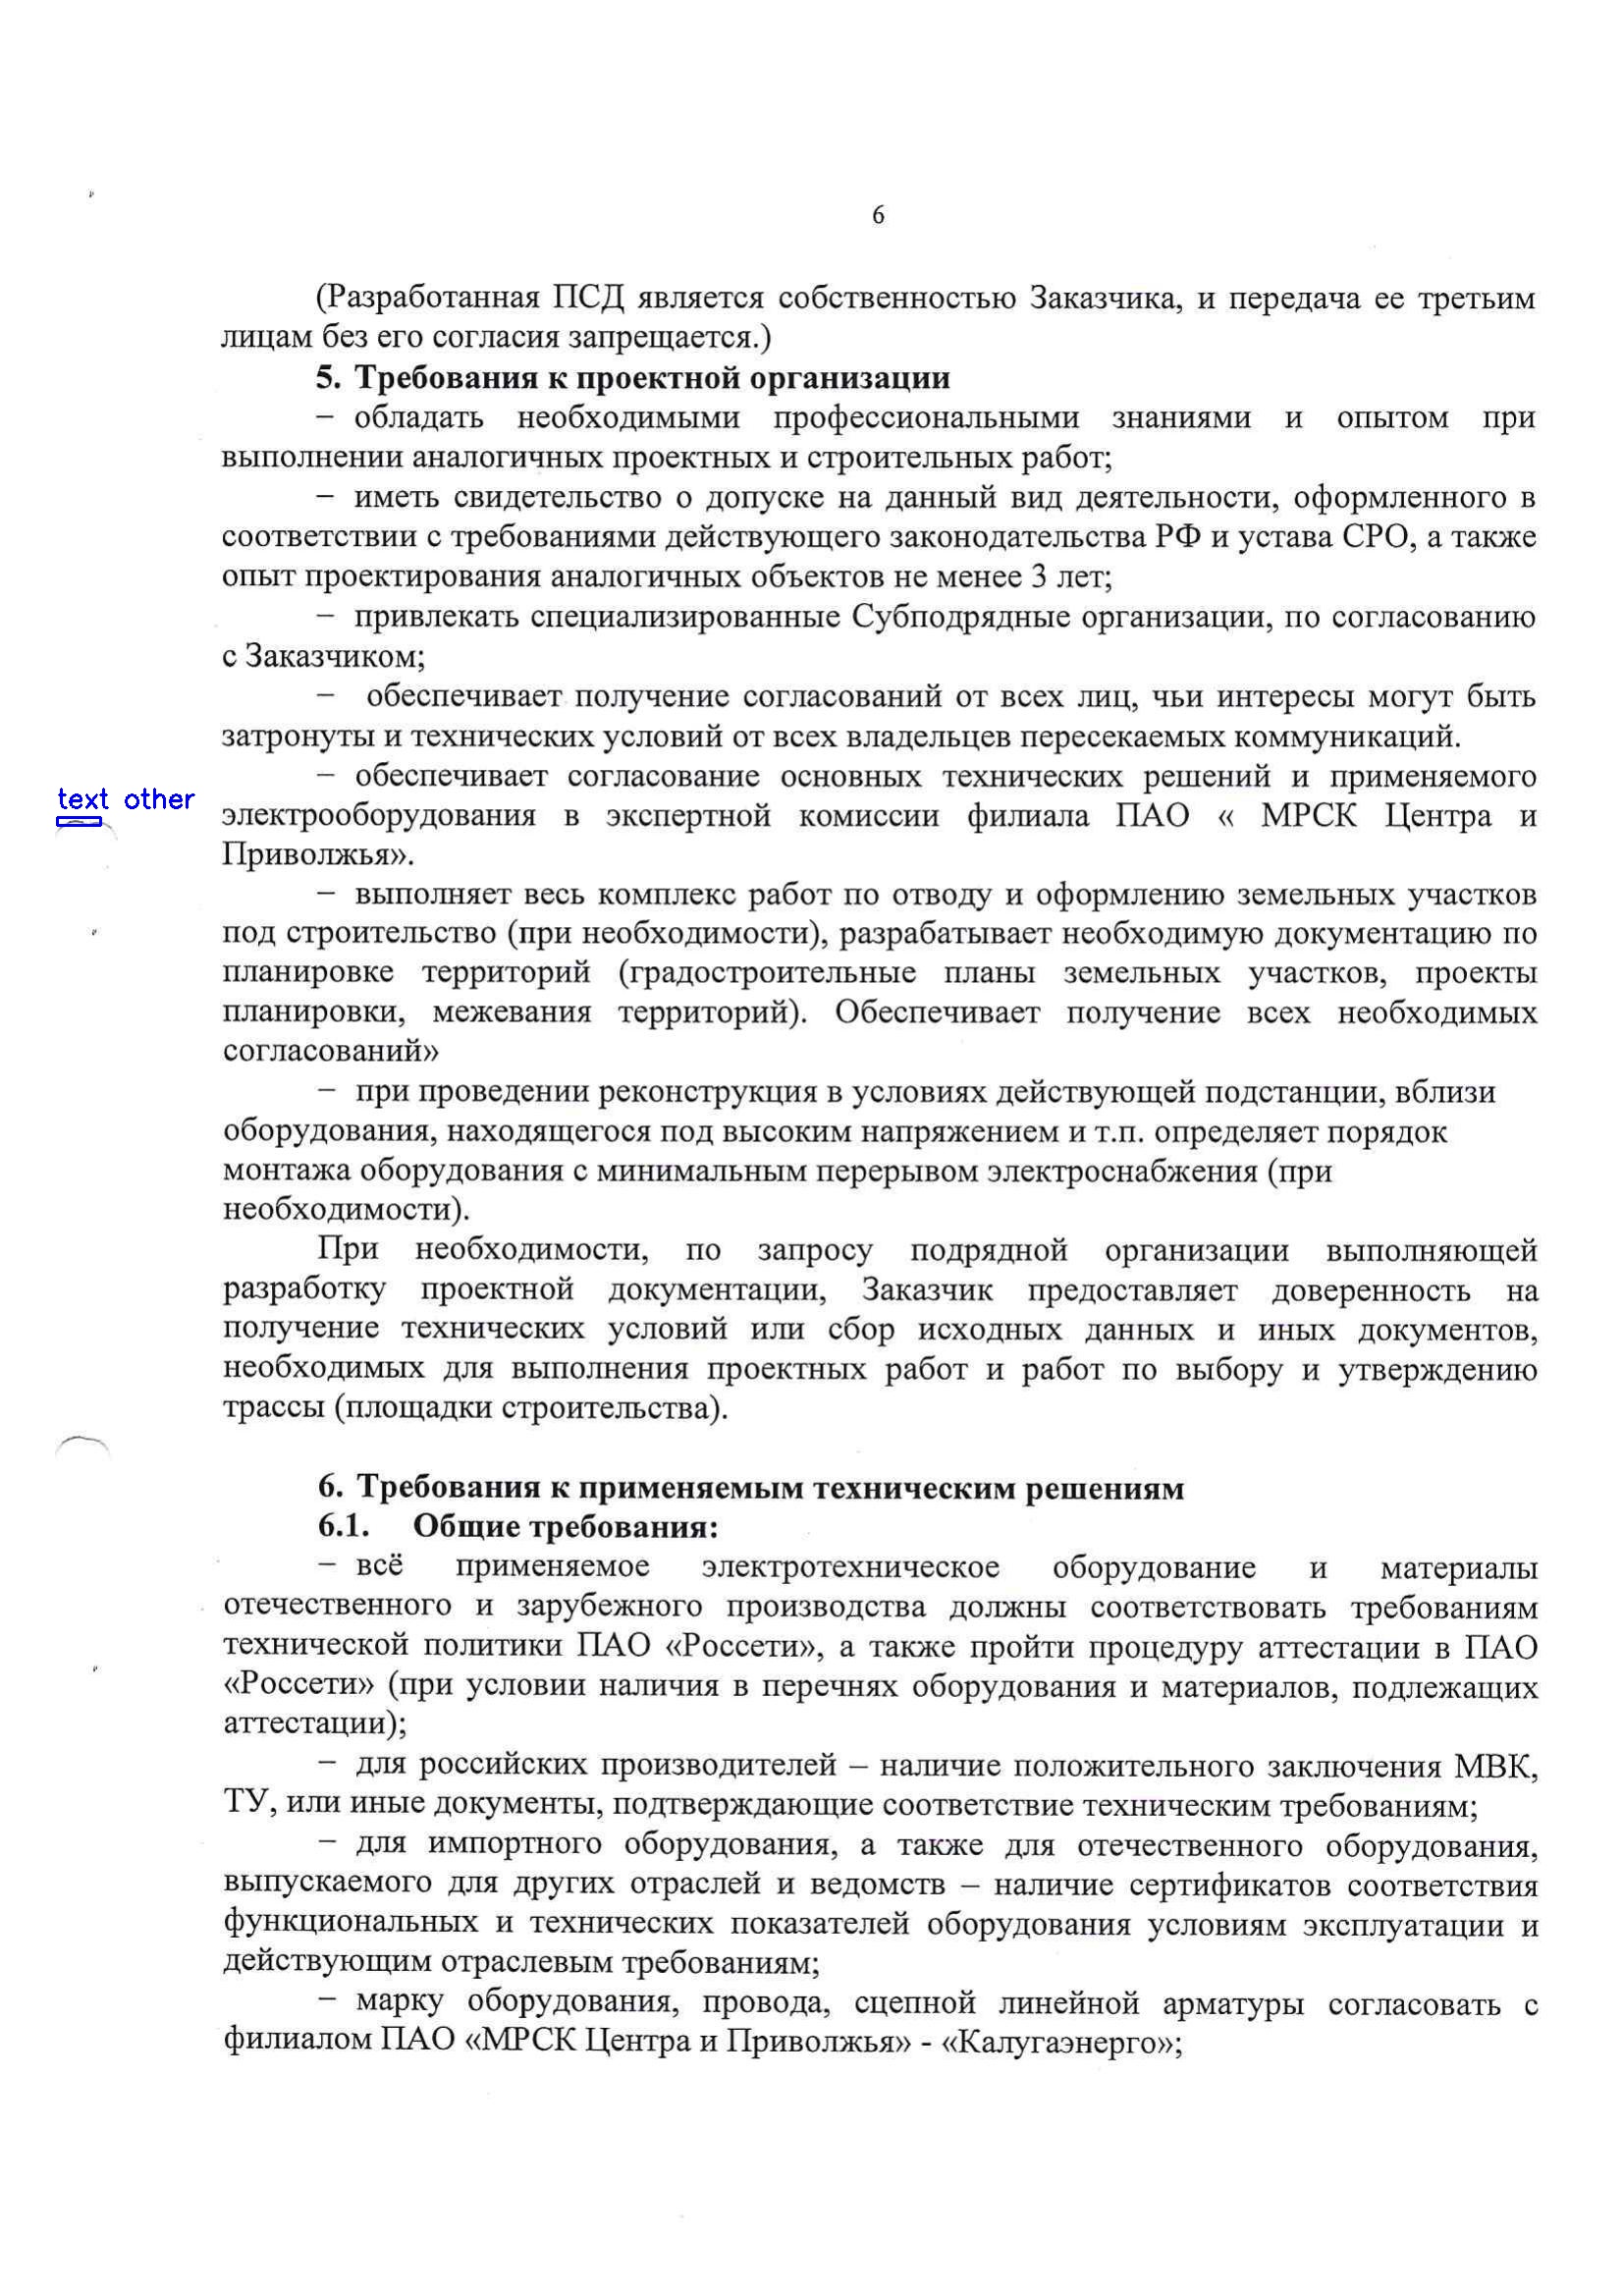 6
(Разработанная ПСД является собственностью Заказчика, и передача ее третьим
лицам без его согласия запрещается.)
5. Требования к проектной организации
– обладать необходимыми профессиональными знаниями и опытом при
выполнении аналогичных проектных и строительных работ;
– иметь свидетельство о допуске на данный вид деятельности, оформленного в
соответствии с требованиями действующего законодательства РФ и устава СРО, а также
опыт проектирования аналогичных объектов не менее 3 лет;
– привлекать специализированные Субподрядные организации, по согласованию
с Заказчиком;
– обеспечивает получение согласований от всех лиц, чьи интересы могут быть
затронуты и технических условий от всех владельцев пересекаемых коммуникаций.
– обеспечивает согласование основных технических решений и применяемого
text other
электрооборудования в экспертной комиссии филиала ПАО « МРСК Центра и
Приволжья».
– выполняет весь комплекс работ по отводу и оформлению земельных участков
под строительство (при необходимости), разрабатывает необходимую документацию по
планировке территорий (градостроительные планы земельных участков, проекты
планировки, межевания территорий). Обеспечивает получение всех необходимых
согласований»
– при проведении реконструкция в условиях действующей подстанции, вблизи
оборудования, находящегося под высоким напряжением и т.п. определяет порядок
монтажа оборудования с минимальным перерывом электроснабжения (при
необходимости).
При необходимости, по запросу подрядной организации выполняющей
разработку проектной документации, Заказчик предоставляет доверенность на
получение технических условий или сбор исходных данных и иных документов,
необходимых для выполнения проектных работ и работ по выбору и утверждению
трассы (площадки строительства).
6. Требования к применяемым техническим решениям
6.1. Общие требования:
– всё применяемое электротехническое оборудование и материалы
отечественного и зарубежного производства должны соответствовать требованиям
технической политики ПАО «Россети», а также пройти процедуру аттестации в ПАО
«Россети» (при условии наличия в перечнях оборудования и материалов, подлежащих
аттестации);
– для российских производителей – наличие положительного заключения МВК,
ТУ, или иные документы, подтверждающие соответствие техническим требованиям;
– для импортного оборудования, а также для отечественного оборудования,
выпускаемого для других отраслей и ведомств – наличие сертификатов соответствия
функциональных и технических показателей оборудования условиям эксплуатации и
действующим отраслевым требованиям;
– марку оборудования, провода, сцепной линейной арматуры согласовать с
филиалом ПАО «МРСК Центра и Приволжья» - «Калугаэнерго»;